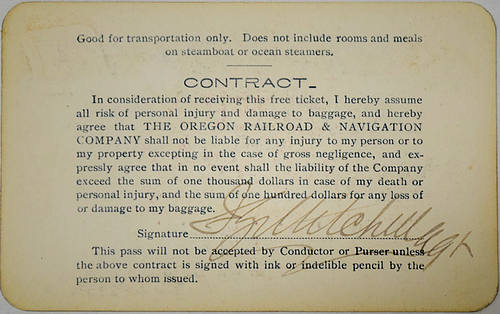 Good for transportation only. Does not include rooms and meals
on steamboat or ocean steamers.
CONTRACT_
In consideration of receiving this free ticket, I hereby assume
all risk of personal injury and damage to baggage, and hereby
agree that THE OREGON RAILROAD & NAVIGATION
COMPANY shall not be liable for any injury to my person or to
my property excepting in the case of gross negligence, and ex-
pressly agree that in no event shall the liability of the Company
exceed the sum of one thousand dollars in case of my death or
personal injury, and the sum of one hundred dollars for any loss of
or damage to my baggage.
Signature
This pass will not be accepted by Conductor or Purser unless
the above contract is signed with ink or indelible pencil by the
person to whom issued.